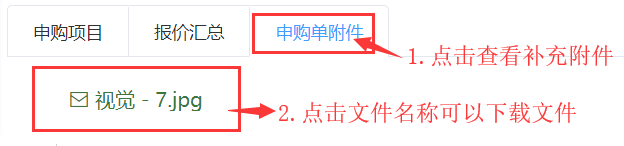 申购项目 报价汇总 申购单附件
1. 点击查看补充附件
视觉 - 7.jpg
2. 点击文件名称可以下载文件